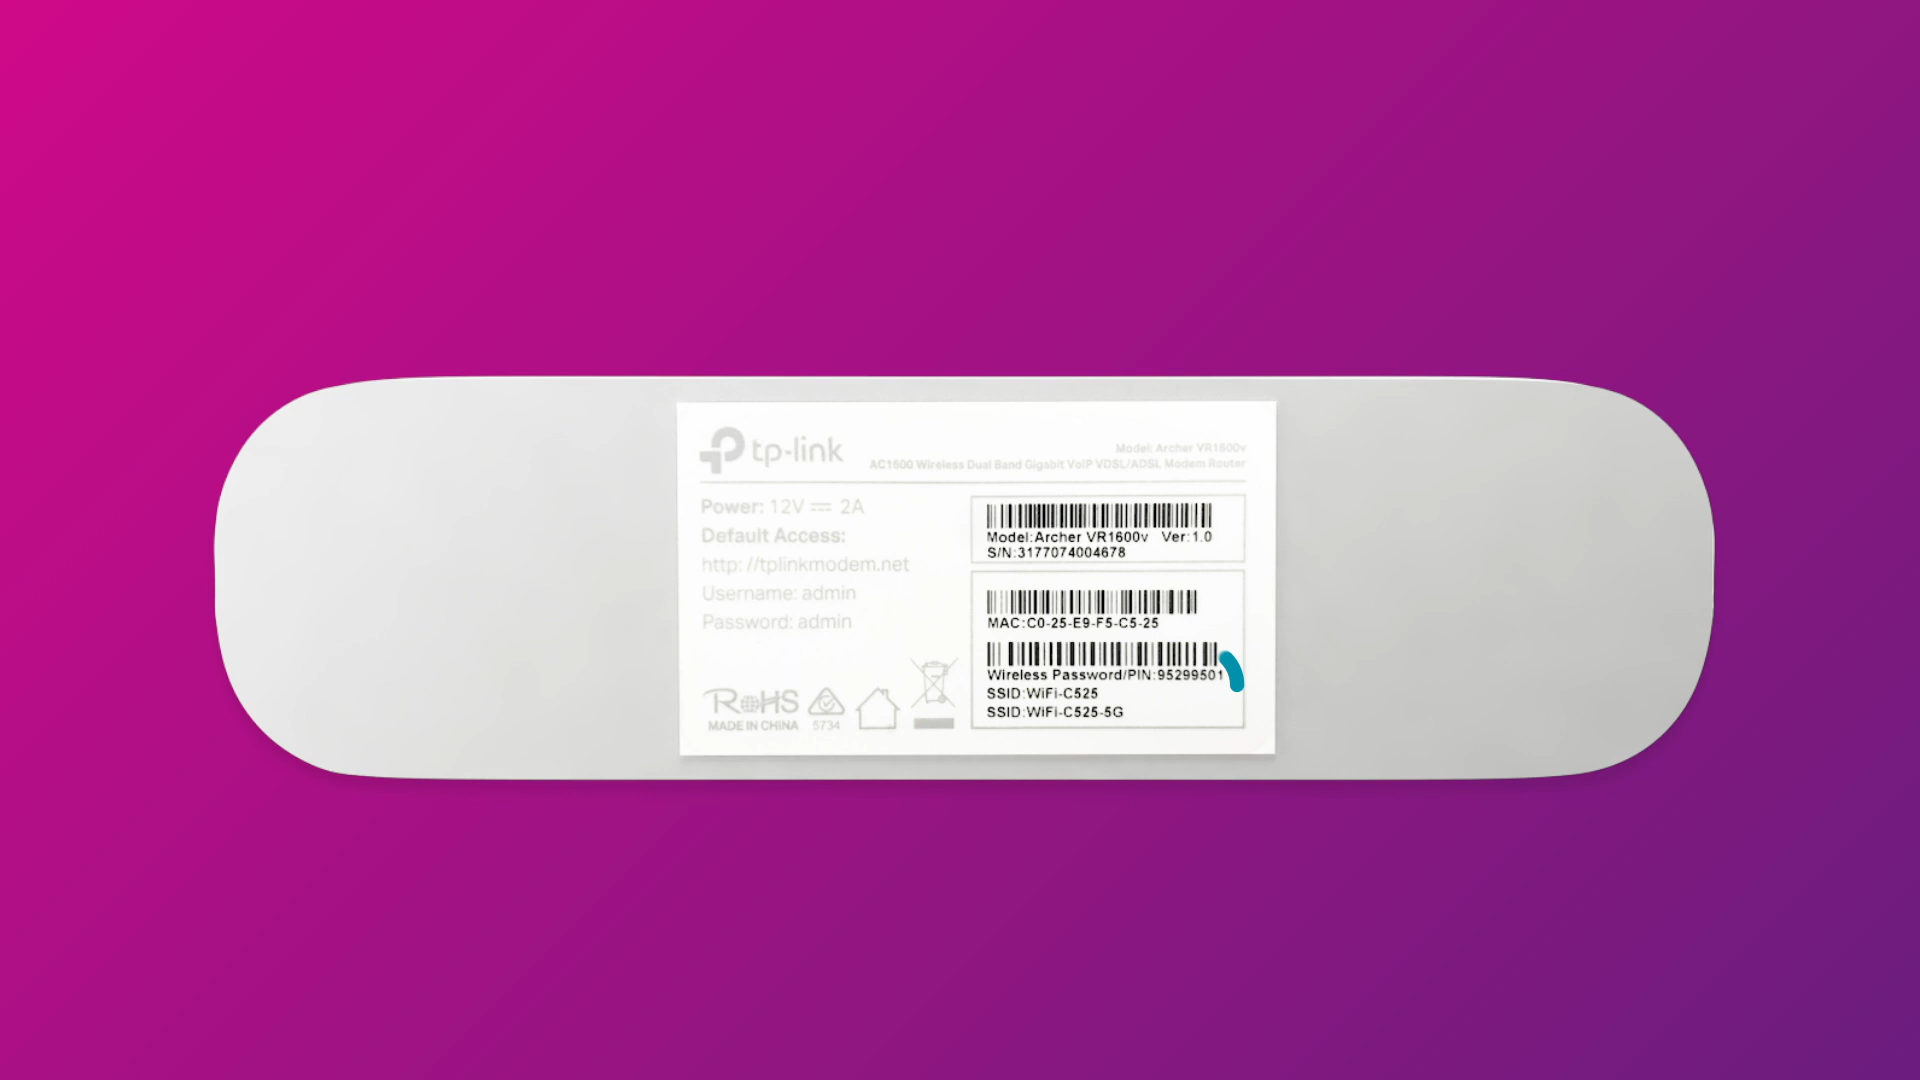 tp-link
Model: Archer VR1600v
AC1600 Wireless Dual Band Gigabit VoIP VDSL/ADSL Modem Router
Power: 12V ⎓ 2A
Default Access:
http: //tplinkmodem.net
Username: admin
Password: admin
RoHS
MADE IN CHINA
5734
Model:Archer VR1600v Ver:1.0
S/N:3177074004678
MAC:C0-25-E9-F5-C5-25
Wireless Password/PIN:95299501
SSID:WiFi-C525
SSID:WiFi-C525-5G